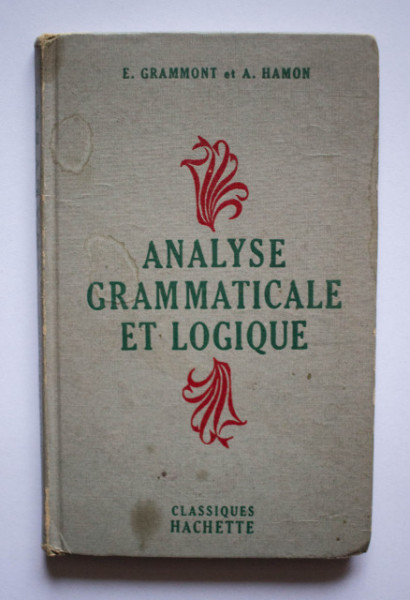 E. GRAMMONT et A. HAMON
ANALYSE
GRAMMATICALE
ET LOGIQUE
CLASSIQUES
HACHETTE